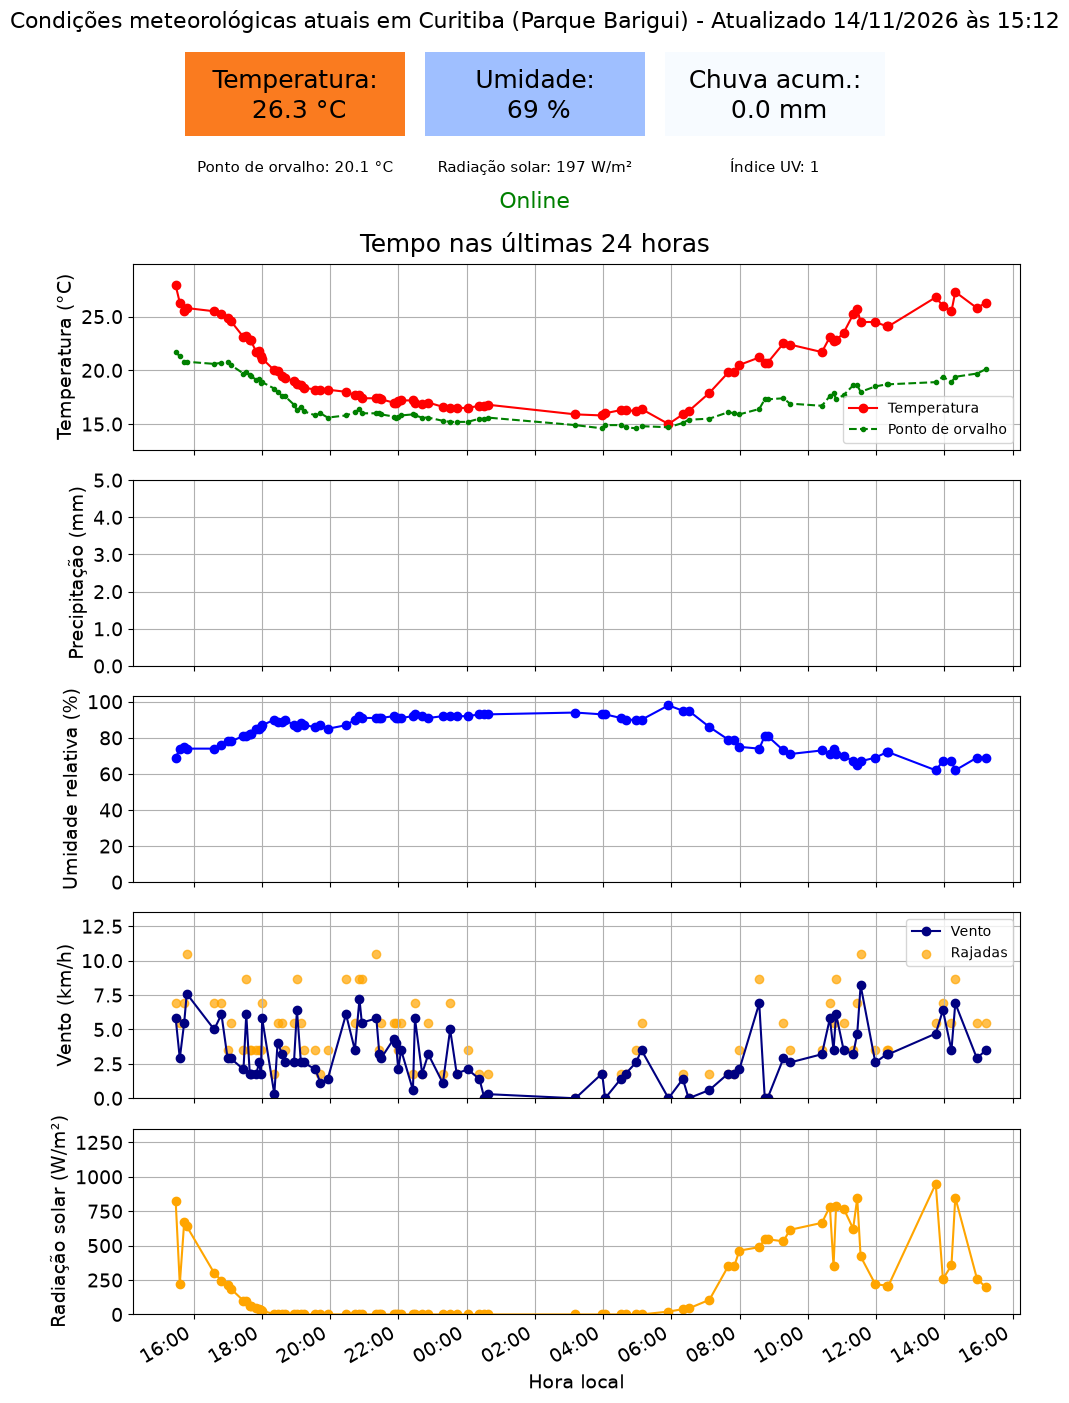 Condições meteorológicas atuais em Curitiba (Parque Barigui) - Atualizado 14/11/2026 às 15:12
Temperatura:
26.3 °C
Umidade:
69 %
Chuva acum.:
0.0 mm
Ponto de orvalho: 20.1 °C
Radiação solar: 197 W/m²
Índice UV: 1
Online
Tempo nas últimas 24 horas
Temperatura (°C)
25.0
20.0
15.0
Temperatura
Ponto de orvalho
Precipitação (mm)
5.0
4.0
3.0
2.0
1.0
0.0
Umidade relativa (%)
100
80
60
40
20
0
Vento (km/h)
12.5
10.0
7.5
5.0
2.5
0.0
Vento
Rajadas
Radiação solar (W/m²)
1250
1000
750
500
250
0
16:00
18:00
20:00
22:00
00:00
02:00
04:00
06:00
08:00
10:00
12:00
14:00
16:00
Hora local